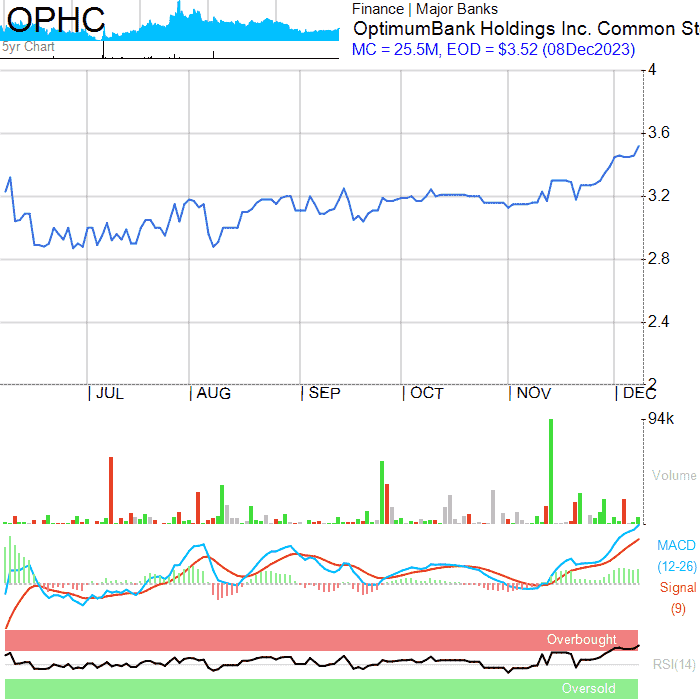 OPHC
5yr Chart
Finance | Major Banks
OptimumBank Holdings Inc. Common St
MC = 25.5M, EOD = $3.52 (08Dec2023)
4
3.6
3.2
2.8
2.4
2
JUL AUG SEP OCT NOV DEC
94k
Volume
MACD
(12-26)
Signal
(9)
Overbought
RSI(14)
Oversold